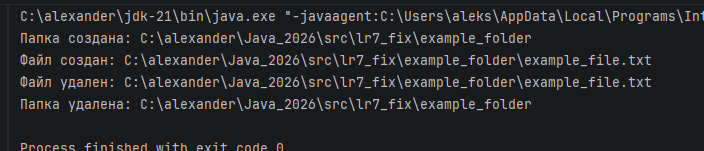 C:\alexander\jdk-21\bin\java.exe "-javaagent:C:\Users\aleks\AppData\Local\Programs\Int
Папка создана: C:\alexander\Java_2026\src\lr7_fix\example_folder
Файл создан: C:\alexander\Java_2026\src\lr7_fix\example_folder\example_file.txt
Файл удален: C:\alexander\Java_2026\src\lr7_fix\example_folder\example_file.txt
Папка удалена: C:\alexander\Java_2026\src\lr7_fix\example_folder
Process finished with exit code 0